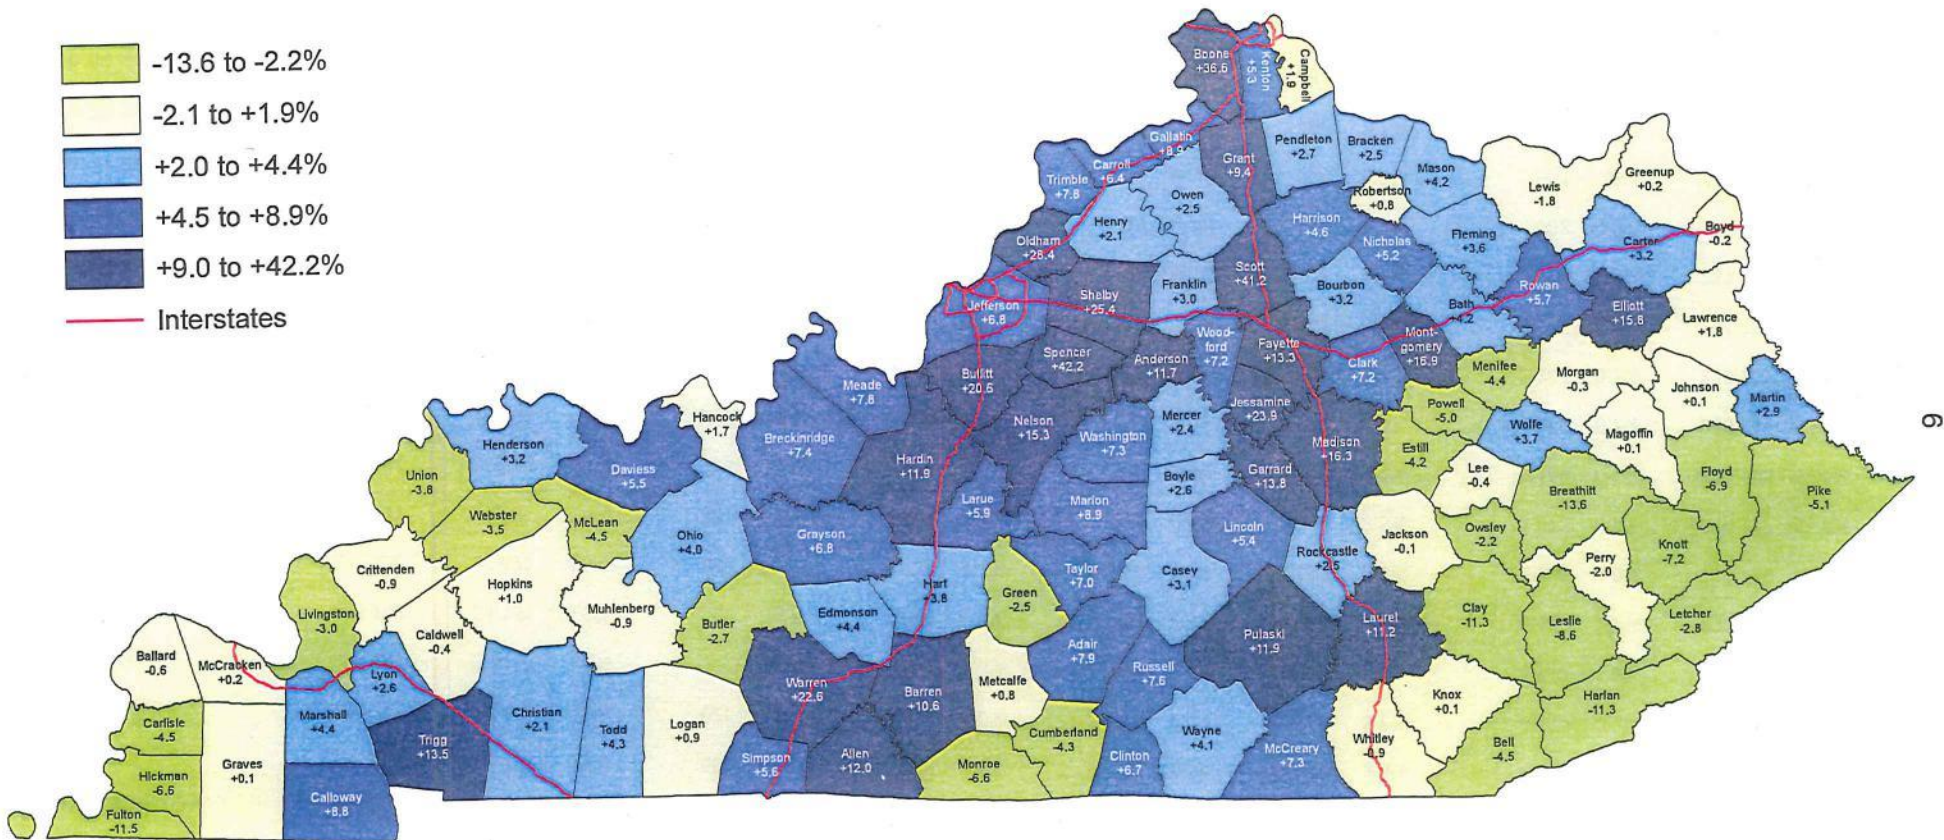 -13.6 to -2.2%
-2.1 to +1.9%
+2.0 to +4.4%
+4.5 to +8.9%
+9.0 to +42.2%
Interstates
Boone
+36.6
Kenton
+5.3
Campbell
+1.9
Gallatin
+8.9
Grant
+9.4
Pendleton
+2.7
Bracken
+2.5
Mason
+4.2
Robertson
+0.8
Lewis
-1.8
Greenup
+0.2
Boyd
-0.2
Carter
+3.2
Carroll
+6.4
Trimble
+7.8
Owen
+2.5
Henry
+2.1
Oldham
+28.4
Harrison
+4.6
Nicholas
+5.2
Fleming
+3.6
Rowan
+5.7
Elliott
+15.8
Lawrence
+1.8
Jefferson
+6.8
Shelby
+25.4
Franklin
+3.0
Scott
+41.2
Bourbon
+3.2
Bath
+4.2
Mont-
gomery
+16.9
Clark
+7.2
Fayette
+13.3
Wood-
ford
+7.2
Anderson
+11.7
Spencer
+42.2
Bullitt
+20.6
Menifee
-4.4
Morgan
-0.3
Johnson
+0.1
Martin
+2.9
Powell
-5.0
Wolfe
+3.7
Magoffin
+0.1
Estill
-4.2
Lee
-0.4
Breathitt
-13.6
Floyd
-6.9
Pike
-5.1
6
Meade
+7.8
Hancock
+1.7
Breckinridge
+7.4
Hardin
+11.9
Nelson
+15.3
Washington
+7.3
Mercer
+2.4
Jessamine
+23.9
Madison
+16.3
Garrard
+13.8
Boyle
+2.6
Marion
+8.9
Larue
+5.9
Henderson
+3.2
Daviess
+5.5
Union
-3.8
Webster
-3.5
McLean
-4.5
Ohio
+4.0
Grayson
+6.8
Lincoln
+5.4
Rockcastle
+2.5
Jackson
-0.1
Owsley
-2.2
Perry
-2.0
Knott
-7.2
Letcher
-2.8
Leslie
-8.6
Clay
-11.3
Crittenden
-0.9
Hopkins
+1.0
Muhlenberg
-0.9
Butler
-2.7
Edmonson
+4.4
Hart
+3.8
Green
-2.5
Taylor
+7.0
Casey
+3.1
Pulaski
+11.9
Laurel
+11.2
Livingston
-3.0
Caldwell
-0.4
Lyon
+2.6
Ballard
-0.6
McCracken
+0.2
Adair
+7.9
Russell
+7.6
Metcalfe
+0.8
Barren
+10.6
Warren
+22.6
Knox
+0.1
Harlan
-11.3
Bell
-4.5
Whitley
-0.9
McCreary
+7.3
Wayne
+4.1
Clinton
+6.7
Cumberland
-4.3
Monroe
-6.6
Allen
+12.0
Simpson
+5.6
Logan
+0.9
Todd
+4.3
Christian
+2.1
Trigg
+13.5
Marshall
+4.4
Calloway
+8.8
Graves
+0.1
Carlisle
-4.5
Hickman
-6.6
Fulton
-11.5